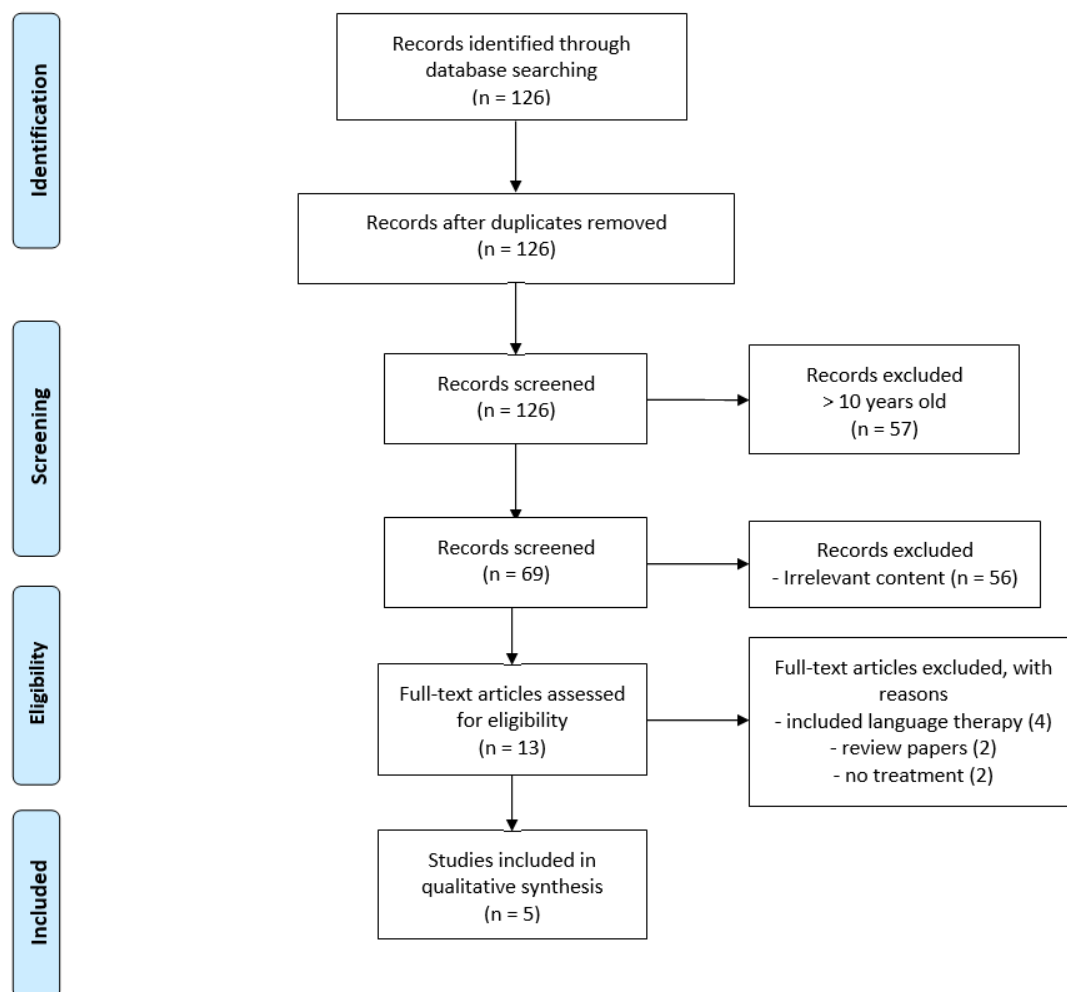 Identification
Records identified through
database searching
(n = 126)
Records after duplicates removed
(n = 126)
Screening
Records screened
(n = 126)
Records excluded
> 10 years old
(n = 57)
Records screened
(n = 69)
Records excluded
- Irrelevant content (n = 56)
Eligibility
Full-text articles assessed
for eligibility
(n = 13)
Full-text articles excluded, with
reasons
- included language therapy (4)
- review papers (2)
- no treatment (2)
Included
Studies included in
qualitative synthesis
(n = 5)